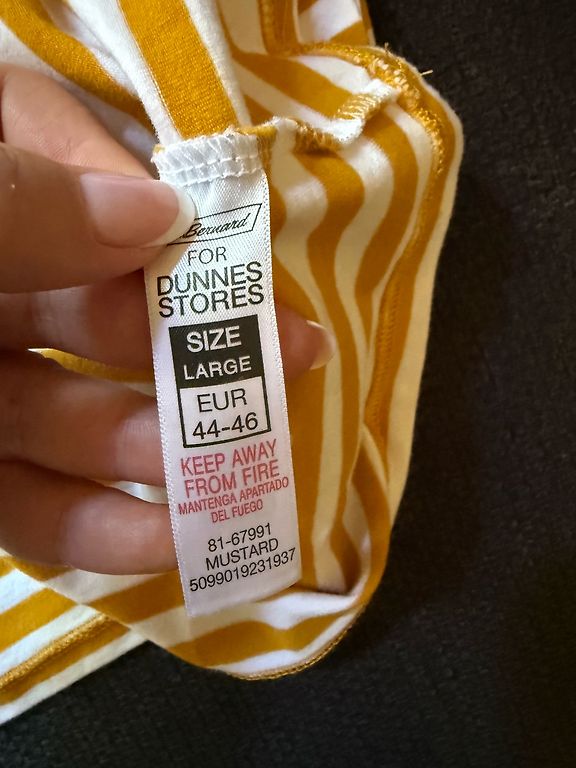 Bernard
FOR
DUNNES
STORES
SIZE
LARGE
EUR
44-46
KEEP AWAY
FROM FIRE
MANTENGA APARTADO
DEL FUEGO
81-67991
MUSTARD
5099019231937